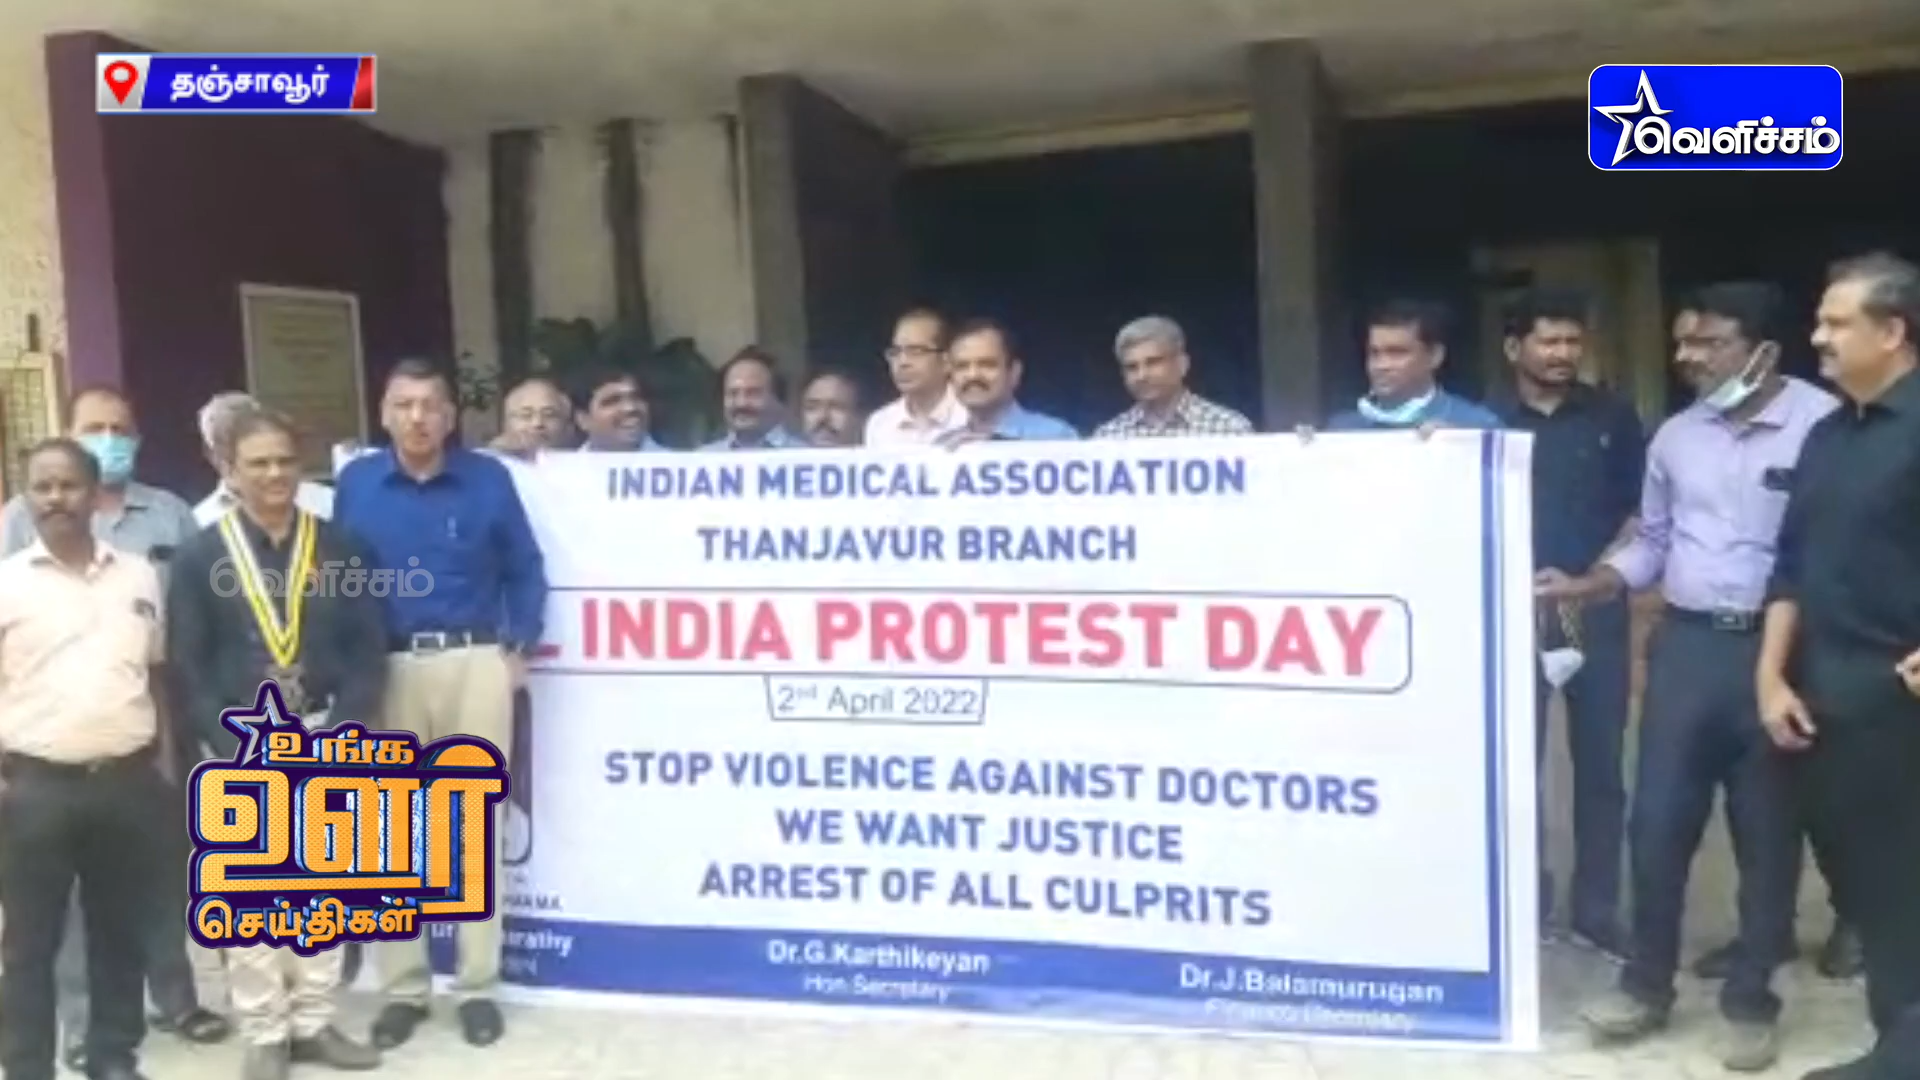 தஞ்சாவூர்
வெளிச்சம்
INDIAN MEDICAL ASSOCIATION
THANJAVUR BRANCH
வெளிச்சம்
INDIA PROTEST DAY
2nd April 2022
STOP VIOLENCE AGAINST DOCTORS
WE WANT JUSTICE
ARREST OF ALL CULPRITS
உங்க
ஊர்
செய்திகள்
Dr.G.Karthikeyan
Hon.Secretary
Dr.J.Balamurugan